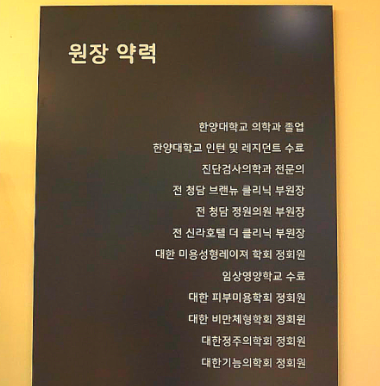 원장 약력
한양대학교 의학과 졸업
한양대학교 인턴 및 레지던트 수료
진단검사의학과 전문의
전 청담 브랜뉴 클리닉 부원장
전 청담 정원의원 부원장
전 신라호텔 더 클리닉 부원장
대한 미용성형레이저 학회 정회원
임상영양학교 수료
대한 피부미용학회 정회원
대한 비만체형학회 정회원
대한정주의학회 정회원
대한기능의학회 정회원